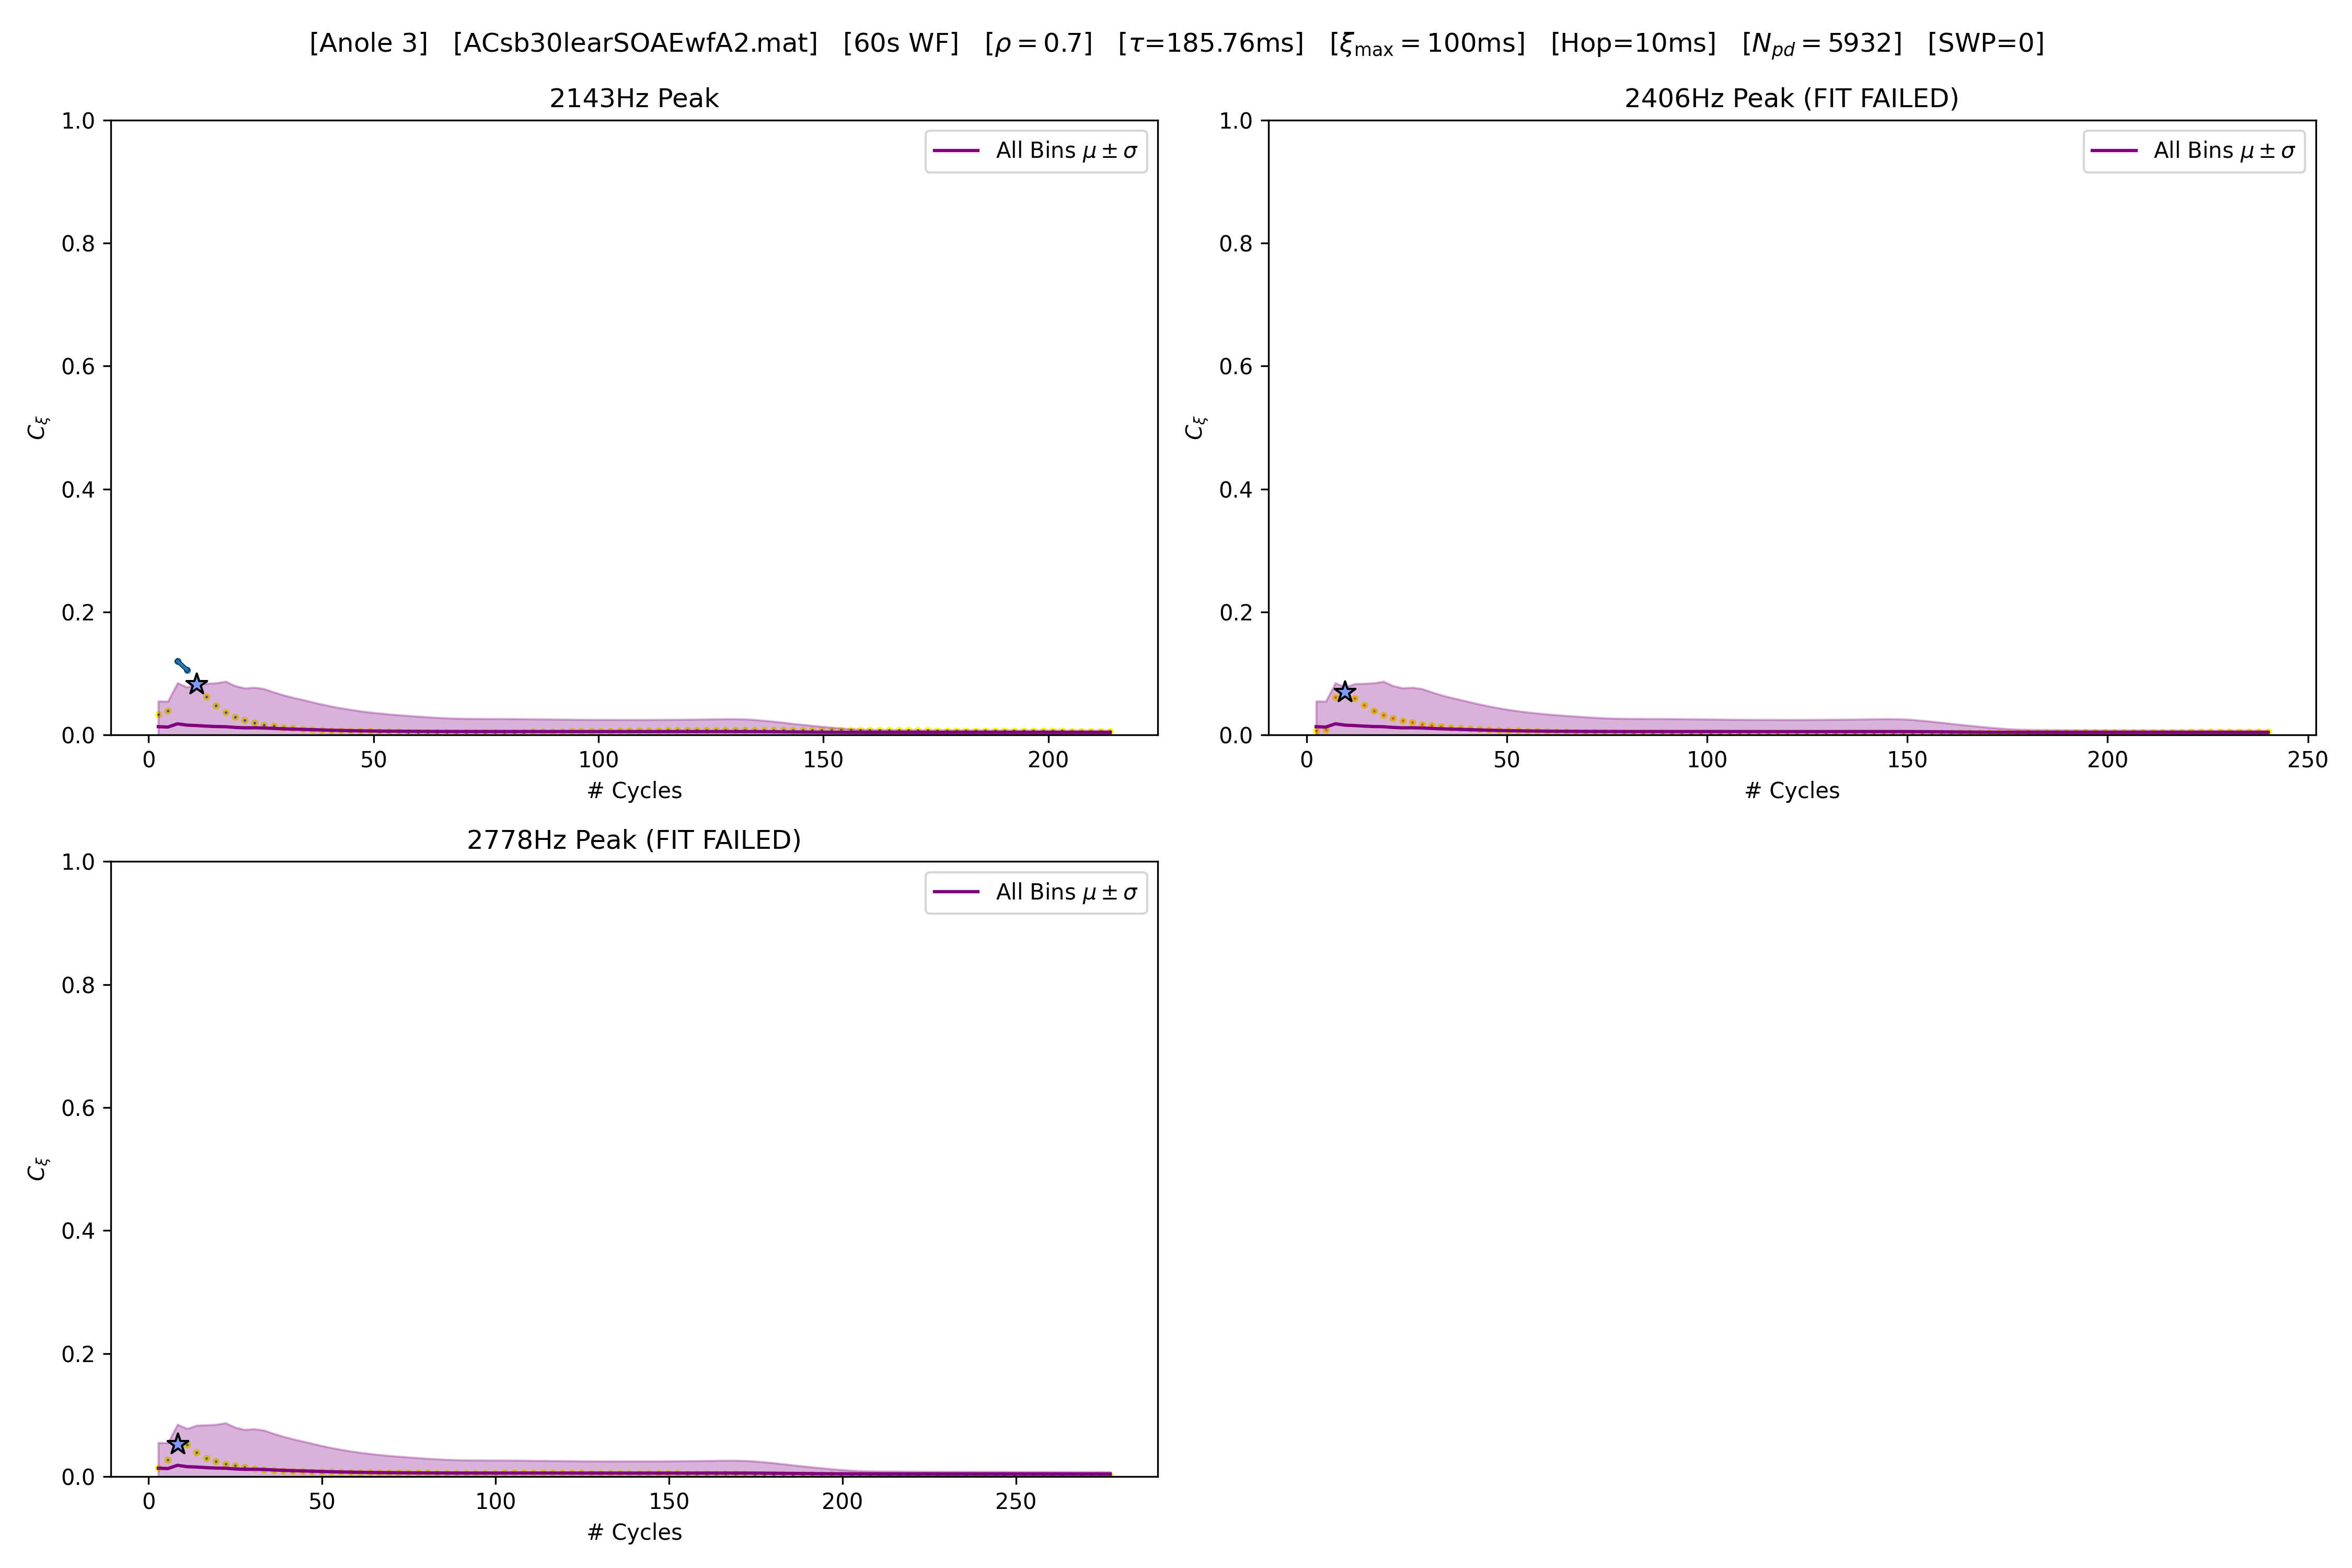 [Anole 3] [ACsb30learSOAEwfA2.mat] [60s WF] [ρ = 0.7] [τ=185.76ms] [ξmax = 100ms] [Hop=10ms] [Npd = 5932] [SWP=0]
2143Hz Peak
1.0
0.8
0.6
0.4
0.2
0.0
Cξ
All Bins μ ± σ
0 50 100 150 200
# Cycles
2406Hz Peak (FIT FAILED)
1.0
0.8
0.6
0.4
0.2
0.0
Cξ
All Bins μ ± σ
0 50 100 150 200 250
# Cycles
2778Hz Peak (FIT FAILED)
1.0
0.8
0.6
0.4
0.2
0.0
Cξ
All Bins μ ± σ
0 50 100 150 200 250
# Cycles